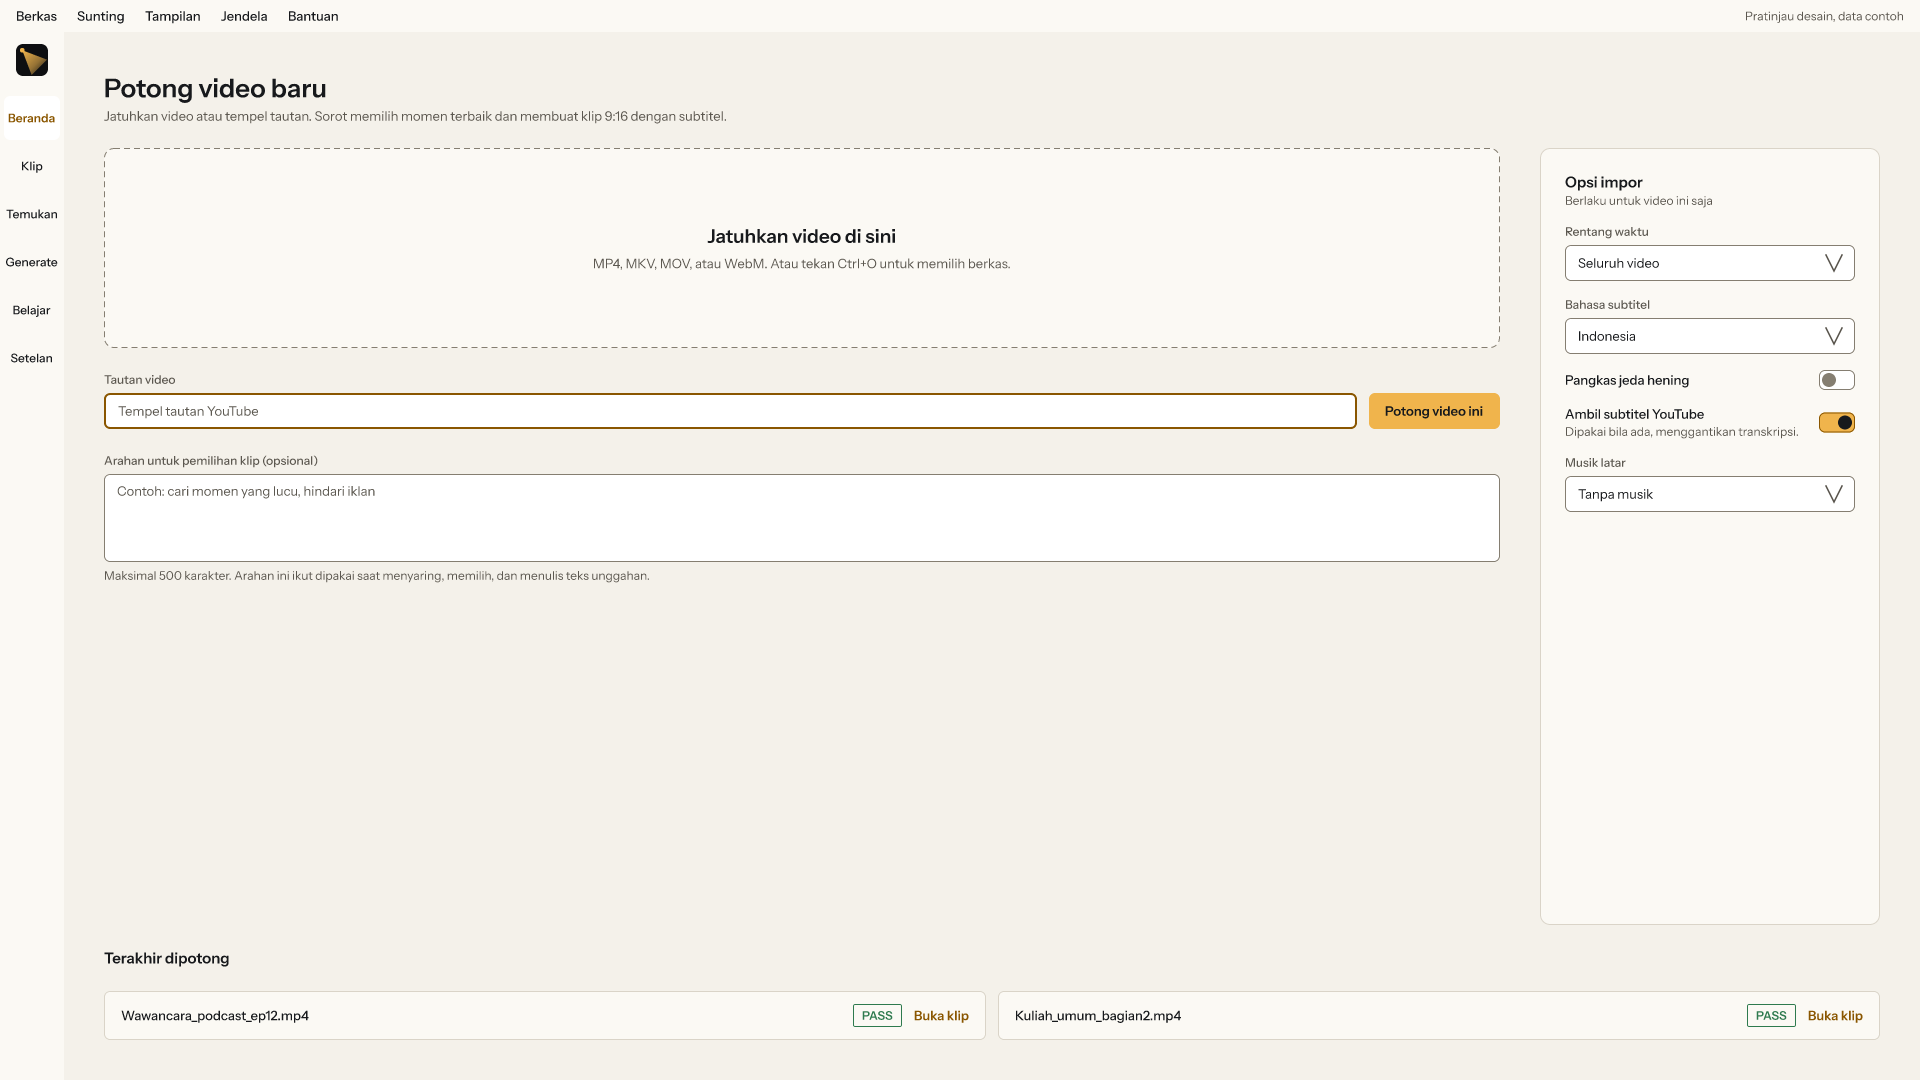 Berkas Sunting Tampilan Jendela Bantuan
Pratinjau desain, data contoh
Beranda
Klip
Temukan
Generate
Belajar
Setelan
Potong video baru
Jatuhkan video atau tempel tautan. Sorot memilih momen terbaik dan membuat klip 9:16 dengan subtitel.
Jatuhkan video di sini
MP4, MKV, MOV, atau WebM. Atau tekan Ctrl+O untuk memilih berkas.
Tautan video
Tempel tautan YouTube
Potong video ini
Arahan untuk pemilihan klip (opsional)
Contoh: cari momen yang lucu, hindari iklan
Maksimal 500 karakter. Arahan ini ikut dipakai saat menyaring, memilih, dan menulis teks unggahan.
Opsi impor
Berlaku untuk video ini saja
Rentang waktu
Seluruh video
Bahasa subtitel
Indonesia
Pangkas jeda hening
Ambil subtitel YouTube
Dipakai bila ada, menggantikan transkripsi.
Musik latar
Tanpa musik
Terakhir dipotong
Wawancara_podcast_ep12.mp4 PASS Buka klip
Kuliah_umum_bagian2.mp4 PASS Buka klip